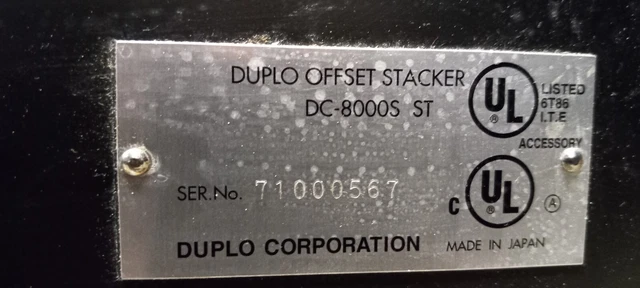 DUPLO OFFSET STACKER
DC-8000S ST
UL ® LISTED
6T86
I.T.E
ACCESSORY
SER.No. 71000567
C UL ® A
DUPLO CORPORATION
MADE IN JAPAN